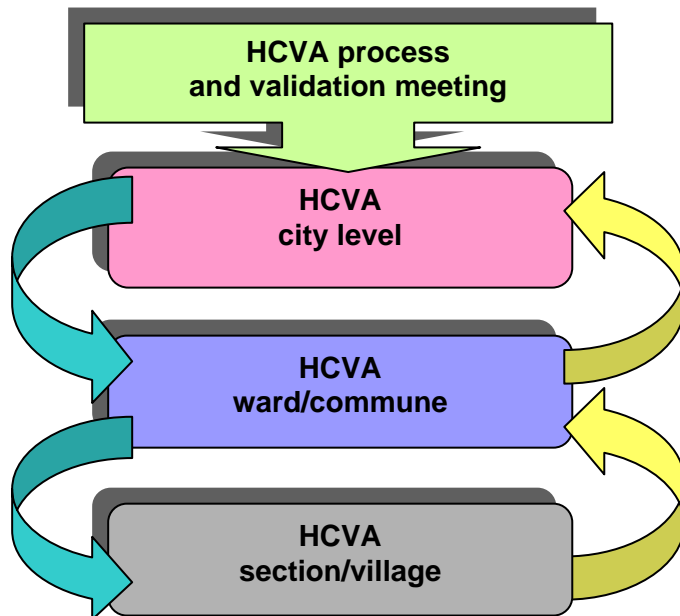 HCVA process
and validation meeting
HCVA
city level
HCVA
ward/commune
HCVA
section/village